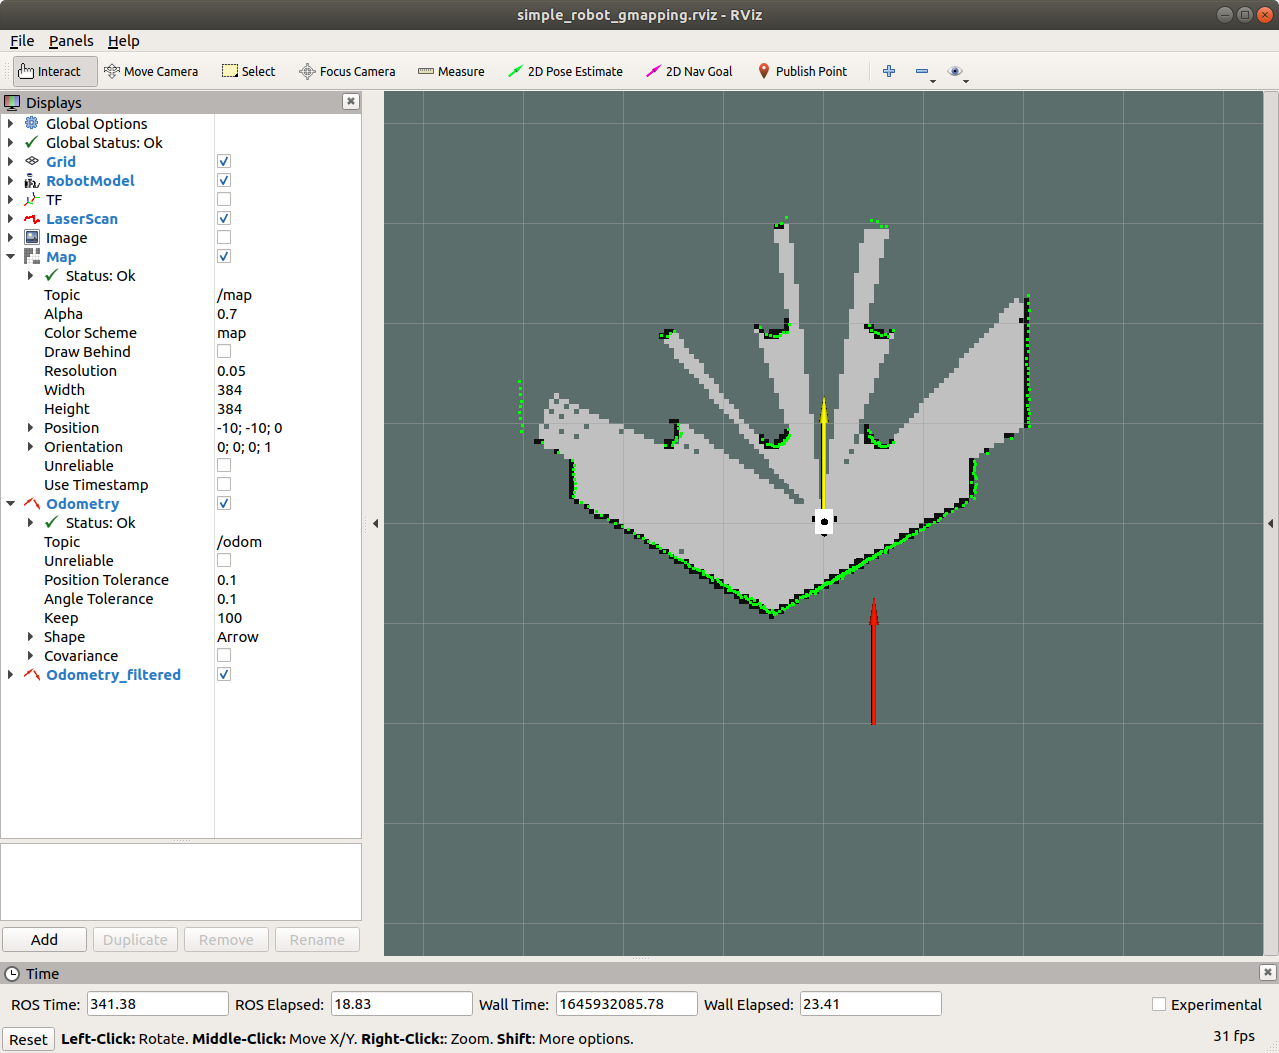 simple_robot_gmapping.rviz - RViz
File Panels Help
Interact Move Camera Select Focus Camera Measure 2D Pose Estimate 2D Nav Goal Publish Point
Displays
Global Options
Global Status: Ok
Grid
RobotModel
TF
LaserScan
Image
Map
Status: Ok
Topic /map
Alpha 0.7
Color Scheme map
Draw Behind
Resolution 0.05
Width 384
Height 384
Position -10; -10; 0
Orientation 0; 0; 0; 1
Unreliable
Use Timestamp
Odometry
Status: Ok
Topic /odom
Unreliable
Position Tolerance 0.1
Angle Tolerance 0.1
Keep 100
Shape Arrow
Covariance
Odometry_filtered
Add Duplicate Remove Rename
Time
ROS Time: 341.38 ROS Elapsed: 18.83 Wall Time: 1645932085.78 Wall Elapsed: 23.41 Experimental
Reset Left-Click: Rotate. Middle-Click: Move X/Y. Right-Click:: Zoom. Shift: More options. 31 fps